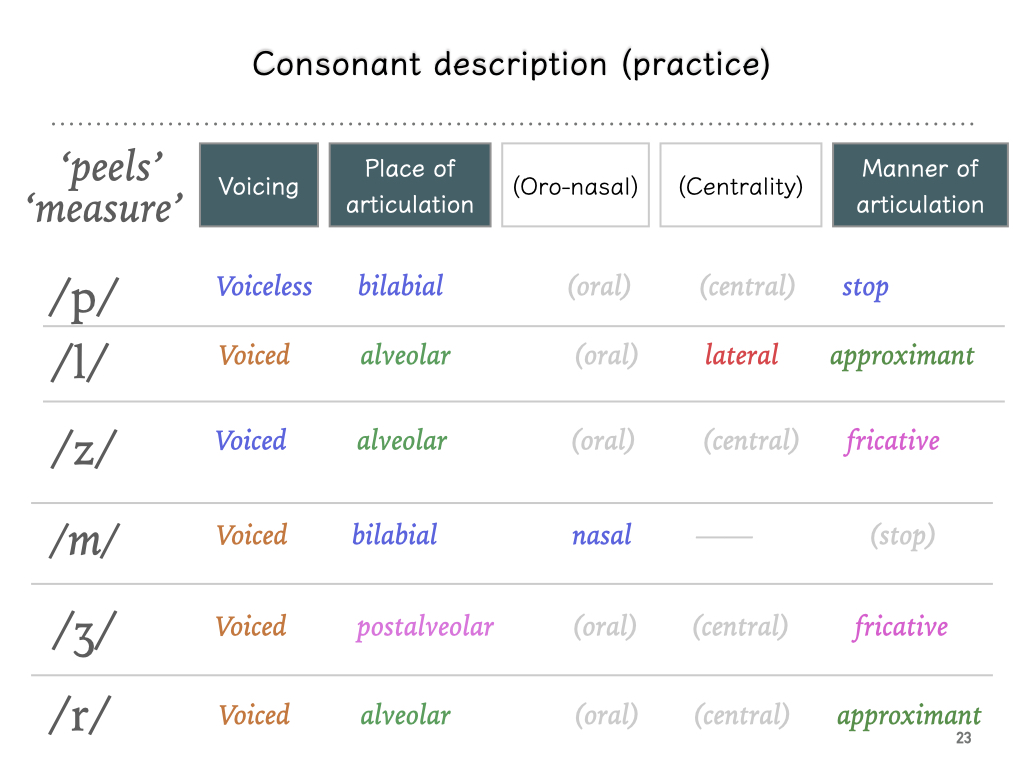 Consonant description (practice)
‘peels’
‘measure’
Voicing
Place of
articulation
(Oro-nasal)
(Centrality)
Manner of
articulation
/p/ Voiceless bilabial (oral) (central) stop
/l/ Voiced alveolar (oral) lateral approximant
/z/ Voiced alveolar (oral) (central) fricative
/m/ Voiced bilabial nasal —— (stop)
/ʒ/ Voiced postalveolar (oral) (central) fricative
/r/ Voiced alveolar (oral) (central) approximant
23